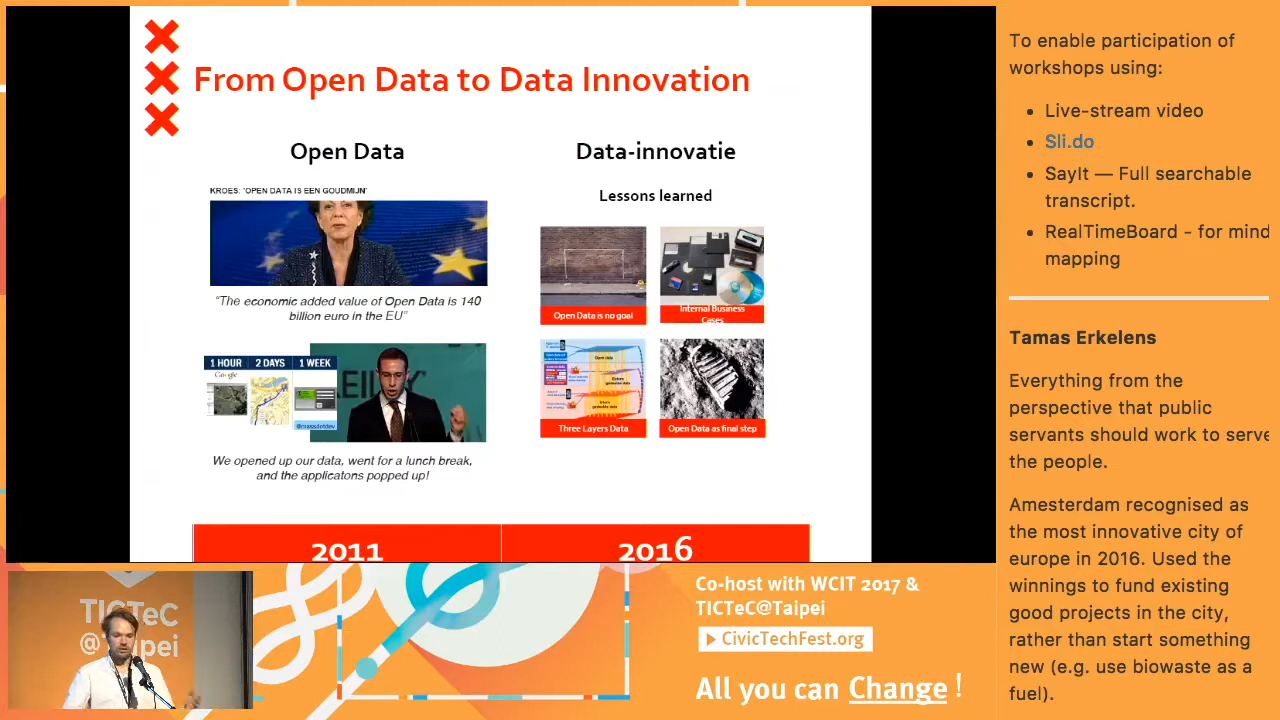 From Open Data to Data Innovation
Open Data
KROES: 'OPEN DATA IS EEN GOUDMIJN'
“The economic added value of Open Data is 140
billion euro in the EU”
1 HOUR
2 DAYS
1 WEEK
Google
@massdotdev
We opened up our data, went for a lunch break,
and the applicatons popped up!
Data-innovatie
Lessons learned
Open Data is no goal
Internal Business
Cases
Open data
Three Layers Data
Open Data as final step
2011
2016
TICTeC
@Taipei
Co-host with WCIT 2017 &
TICTeC@Taipei
CivicTechFest.org
All you can Change !
To enable participation of
workshops using:
Live-stream video
Sli.do
SayIt — Full searchable
transcript.
RealTimeBoard - for mind
mapping
Tamas Erkelens
Everything from the
perspective that public
servants should work to serve
the people.
Amesterdam recognised as
the most innovative city of
europe in 2016. Used the
winnings to fund existing
good projects in the city,
rather than start something
new (e.g. use biowaste as a
fuel).